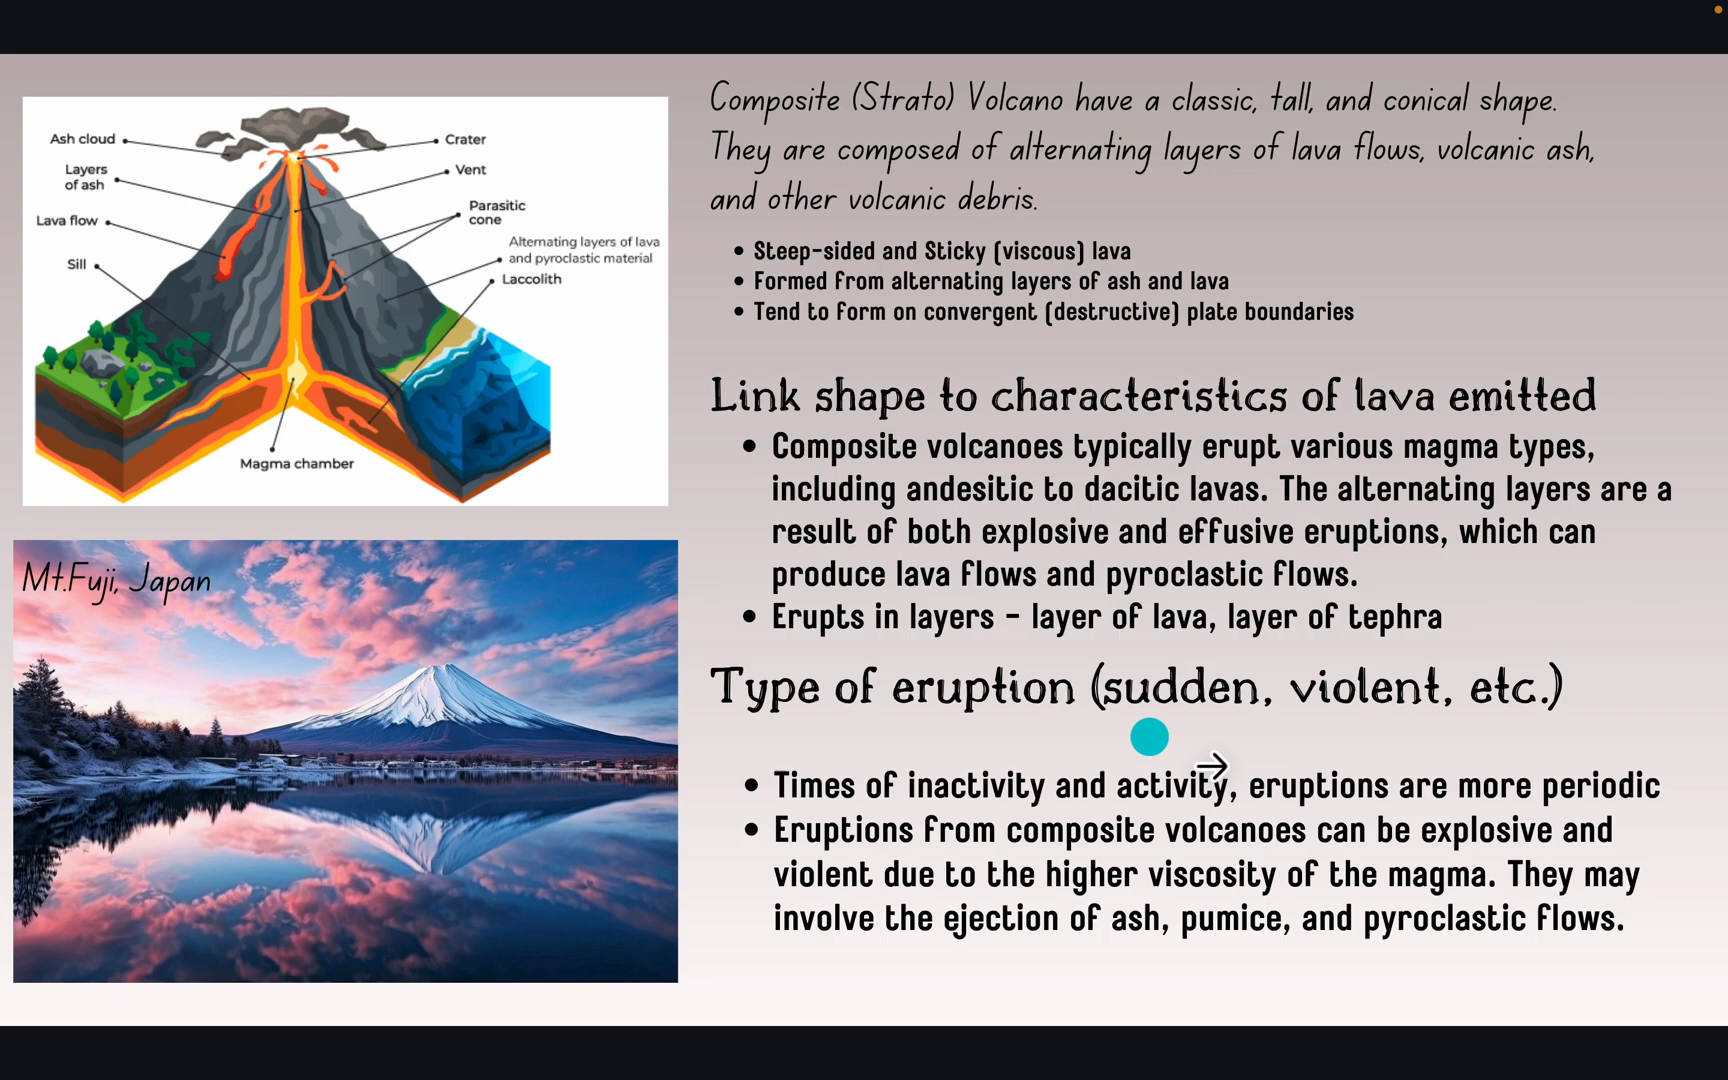 Ash cloud
Layers
of ash
Lava flow
Sill
Crater
Vent
Parasitic
cone
Alternating layers of lava
and pyroclastic material
Laccolith
Magma chamber
Mt.Fuji, Japan
Composite (Strato) Volcano have a classic, tall, and conical shape.
They are composed of alternating layers of lava flows, volcanic ash,
and other volcanic debris.
• Steep-sided and Sticky (viscous) lava
• Formed from alternating layers of ash and lava
• Tend to form on convergent (destructive) plate boundaries
Link shape to characteristics of lava emitted
• Composite volcanoes typically erupt various magma types,
including andesitic to dacitic lavas. The alternating layers are a
result of both explosive and effusive eruptions, which can
produce lava flows and pyroclastic flows.
• Erupts in layers - layer of lava, layer of tephra
Type of eruption (sudden, violent, etc.)
• Times of inactivity and activity, eruptions are more periodic
• Eruptions from composite volcanoes can be explosive and
violent due to the higher viscosity of the magma. They may
involve the ejection of ash, pumice, and pyroclastic flows.